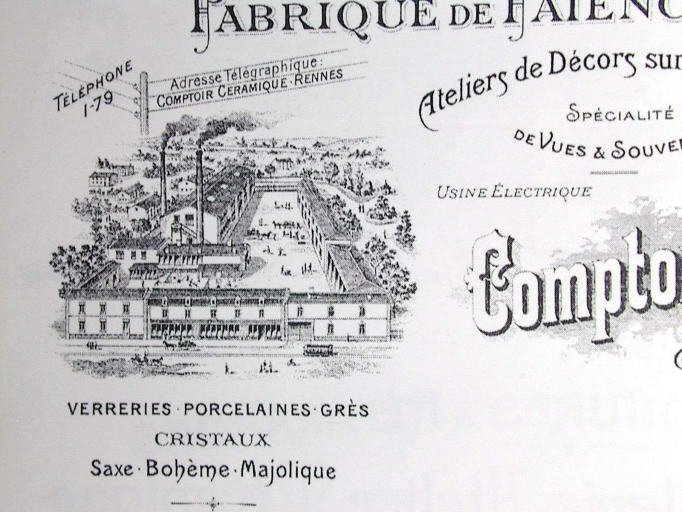 FABRIQUE DE FAIENC
TÉLÉPHONE
1-79
Adresse Télégraphique:
COMPTOIR CERAMIQUE-RENNES
Ateliers de Décors sur
SPÉCIALITÉ
DE VUES & SOUVE
USINE ÉLECTRIQUE
Compto
VERRERIES · PORCELAINES · GRÈS
CRISTAUX
Saxe · Bohème · Majolique